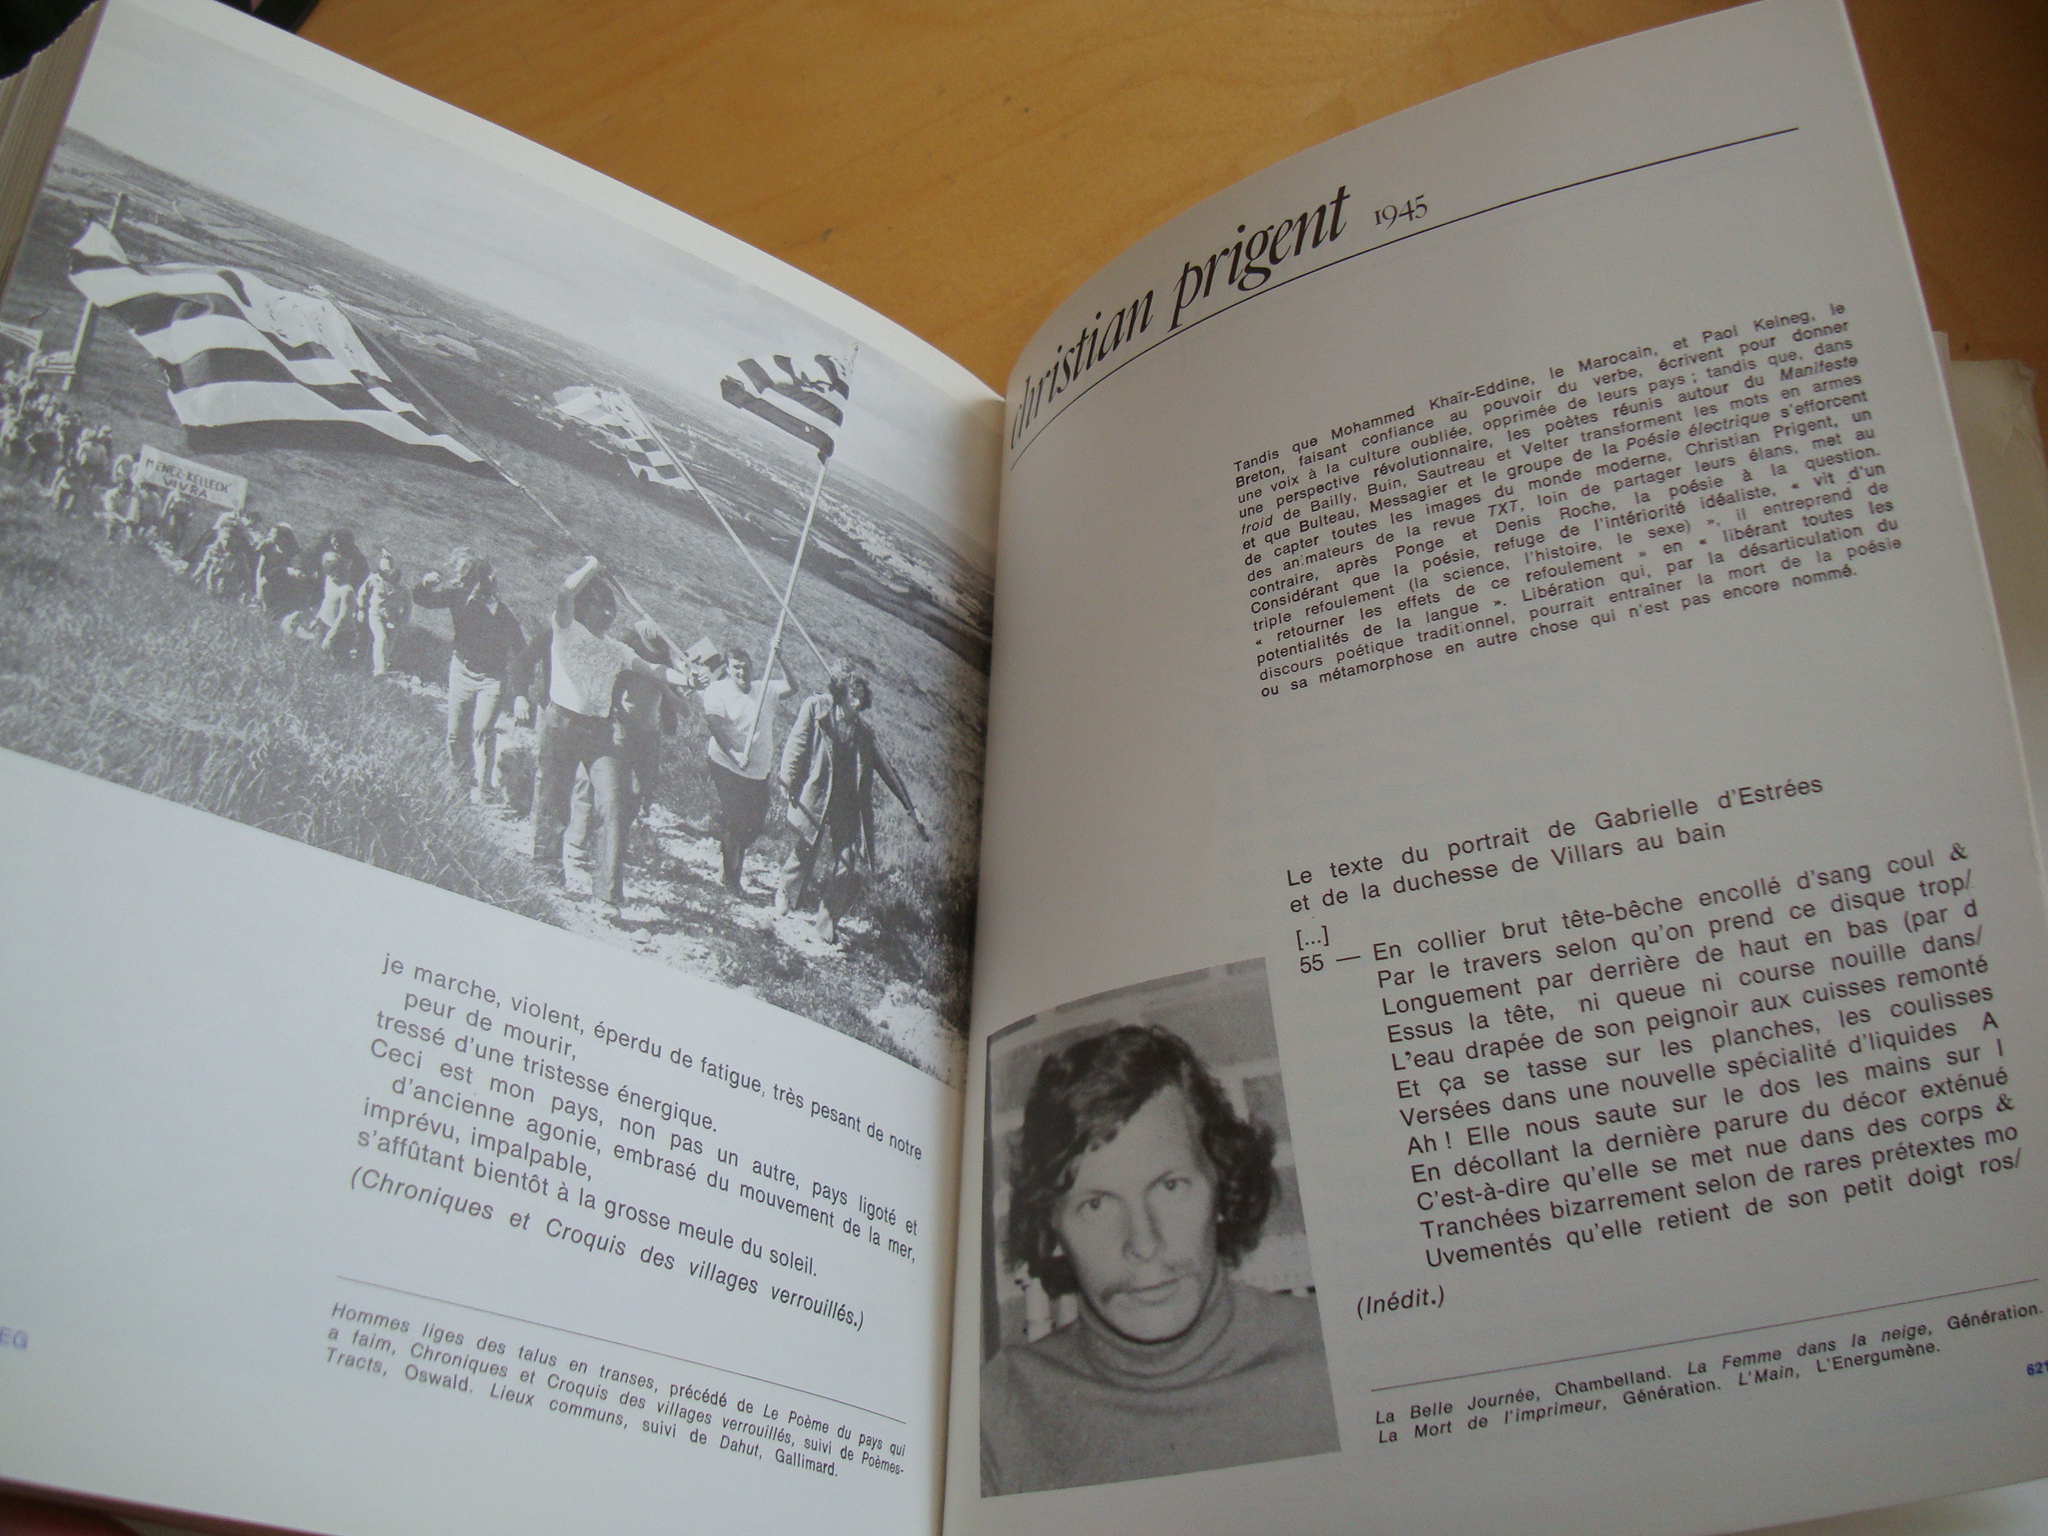 MENEZ KELLECK
VIVRA
je marche, violent, éperdu de fatigue, très pesant de notre
peur de mourir,
tressé d'une tristesse énergique.
Ceci est mon pays, non pas un autre, pays ligoté et
d'ancienne agonie, embrasé du mouvement de la mer,
imprévu, impalpable,
s'affûtant bientôt à la grosse meule du soleil.
(Chroniques et Croquis des villages verrouillés.)
Hommes liges des talus en transes, précédé de Le Poème du pays qui
a faim, Chroniques et Croquis des villages verrouillés, suivi de Poèmes-
Tracts, Oswald. Lieux communs, suivi de Dahut, Gallimard.
EG
christian prigent 1945
Tandis que Mohammed Khaïr-Eddine, le Marocain, et Paol Keineg, le
Breton, faisant confiance au pouvoir du verbe, écrivent pour donner
une voix à la culture oubliée, opprimée de leurs pays ; tandis que, dans
une perspective révolutionnaire, les poètes réunis autour du Manifeste
froid de Bailly, Buin, Sautreau et Velter transforment les mots en armes
et que Bulteau, Messagier et le groupe de la Poésie électrique s'efforcent
de capter toutes les images du monde moderne, Christian Prigent, un
des animateurs de la revue TXT, loin de partager leurs élans, met au
contraire, après Ponge et Denis Roche, la poésie à la question.
Considérant que la poésie, refuge de l'intériorité idéaliste, « vit d'un
triple refoulement (la science, l'histoire, le sexe) », il entreprend de
« retourner les effets de ce refoulement » en « libérant toutes les
potentialités de la langue ». Libération qui, par la désarticulation du
discours poétique traditionnel, pourrait entraîner la mort de la poésie
ou sa métamorphose en autre chose qui n'est pas encore nommé.
Le texte du portrait de Gabrielle d'Estrées
et de la duchesse de Villars au bain
[...]
55 — En collier brut tête-bêche encollé d'sang coul &
Par le travers selon qu'on prend ce disque trop/
Longuement par derrière de haut en bas (par d
Essus la tête, ni queue ni course nouille dans/
L'eau drapée de son peignoir aux cuisses remonté
Et ça se tasse sur les planches, les coulisses
Versées dans une nouvelle spécialité d'liquides A
Ah ! Elle nous saute sur le dos les mains sur l
En décollant la dernière parure du décor exténué
C'est-à-dire qu'elle se met nue dans des corps &
Tranchées bizarrement selon de rares prétextes mo
Uvementés qu'elle retient de son petit doigt ros/
(Inédit.)
La Belle Journée, Chambelland. La Femme dans la neige, Génération.
La Mort de l'imprimeur, Génération. L'Main, L'Energumène.
621